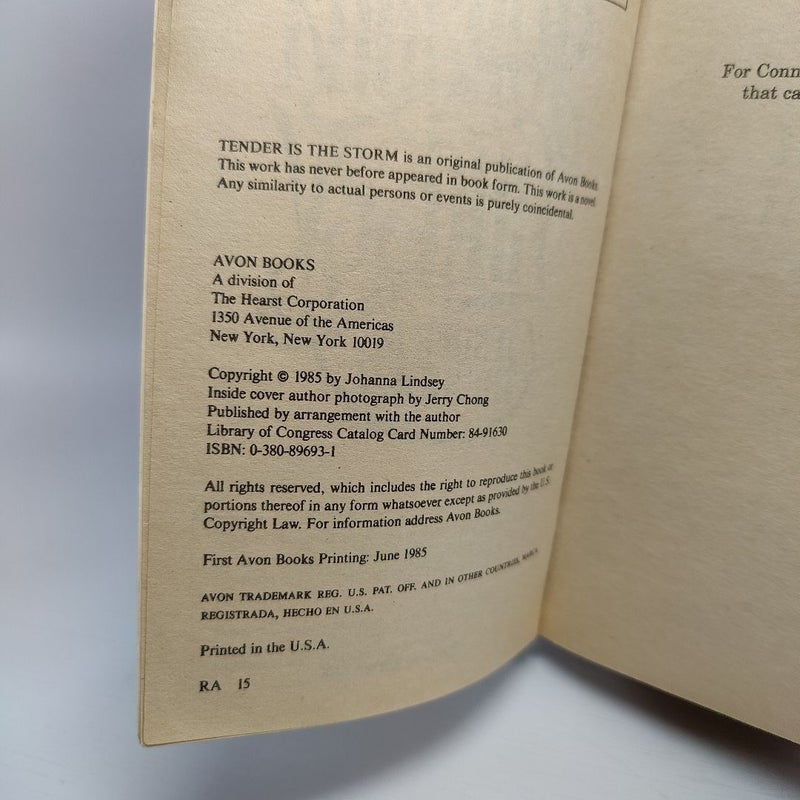 TENDER IS THE STORM is an original publication of Avon Books.
This work has never before appeared in book form. This work is a novel.
Any similarity to actual persons or events is purely coincidental.
AVON BOOKS
A division of
The Hearst Corporation
1350 Avenue of the Americas
New York, New York 10019
Copyright © 1985 by Johanna Lindsey
Inside cover author photograph by Jerry Chong
Published by arrangement with the author
Library of Congress Catalog Card Number: 84-91630
ISBN: 0-380-89693-1
All rights reserved, which includes the right to reproduce this book or
portions thereof in any form whatsoever except as provided by the U.S.
Copyright Law. For information address Avon Books.
First Avon Books Printing: June 1985
AVON TRADEMARK REG. U.S. PAT. OFF. AND IN OTHER COUNTRIES, MARCA
REGISTRADA, HECHO EN U.S.A.
Printed in the U.S.A.
RA 15
For Conn
that ca